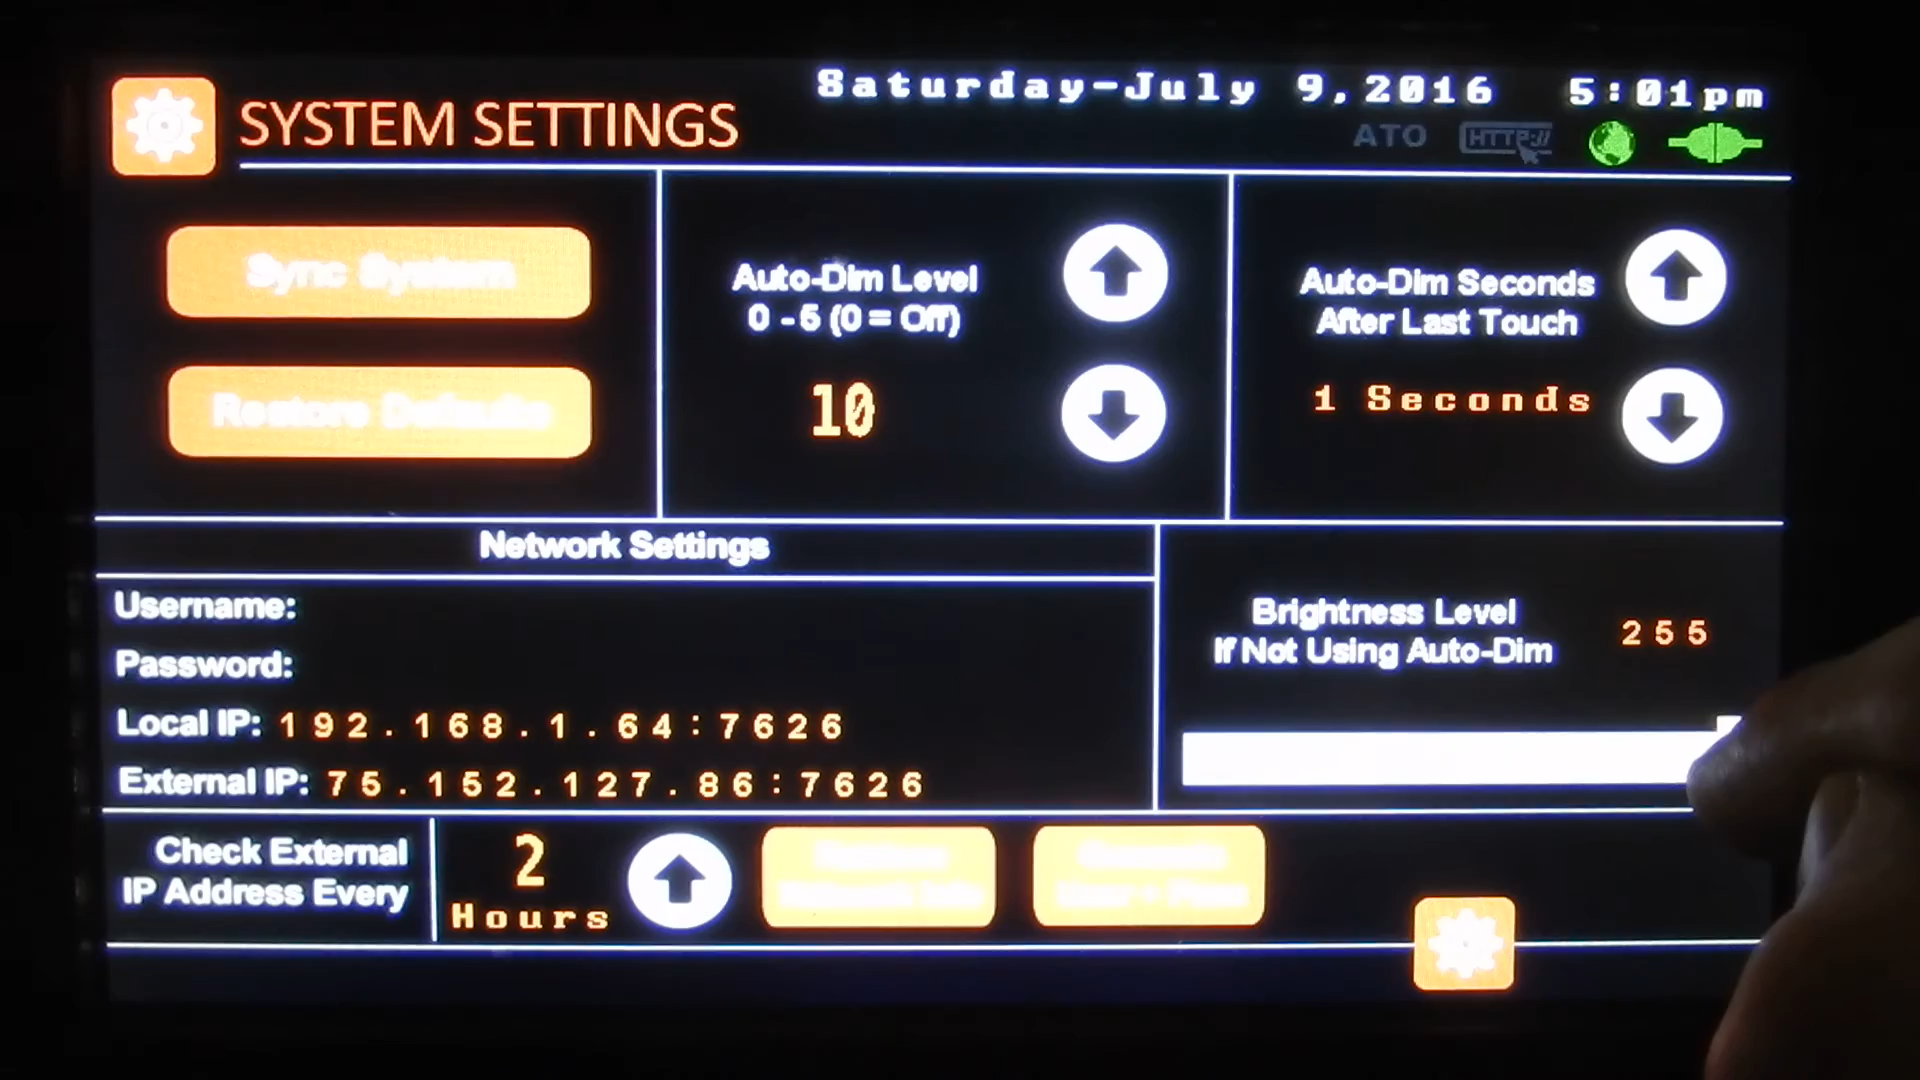 SYSTEM SETTINGS
Saturday-July 9,2016 5:01pm
ATO HTTP://
Sync System
Restore Defaults
Auto-Dim Level
0 - 5 (0 = Off)
10
Auto-Dim Seconds
After Last Touch
1 Seconds
Network Settings
Username:
Password:
Local IP: 192.168.1.64:7626
External IP: 75.152.127.86:7626
Brightness Level
If Not Using Auto-Dim
255
Check External
IP Address Every
2
Hours